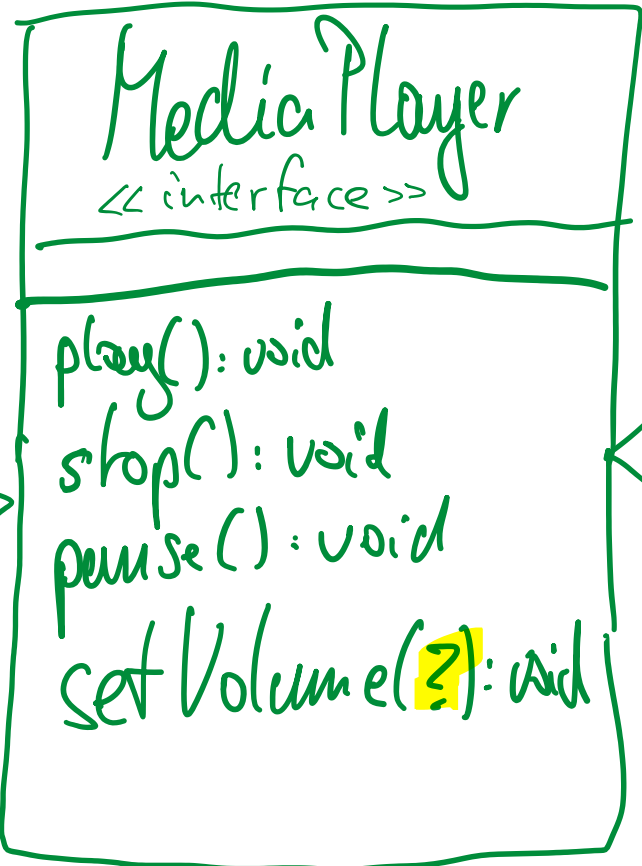 MediaPlayer
<<interface>>
play(): void
stop(): void
pause(): void
setVolume(?): void